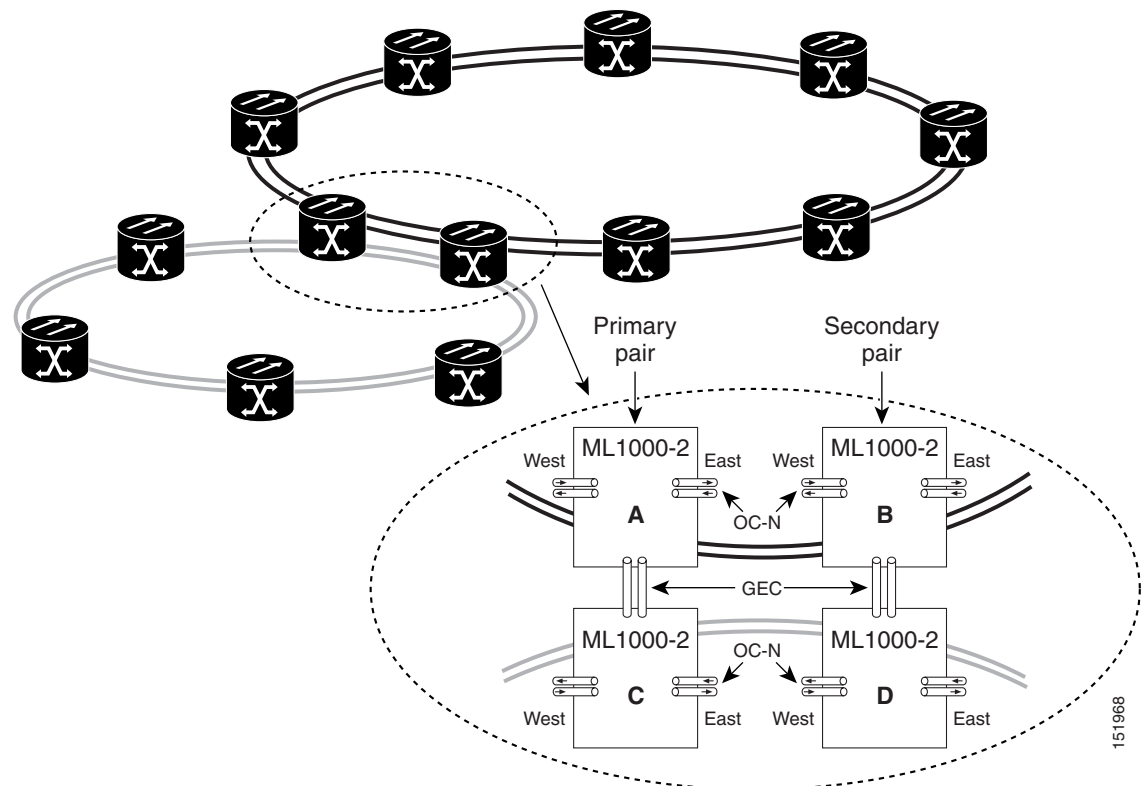 Primary
pair
Secondary
pair
ML1000-2
ML1000-2
West
East
West
East
A
OC-N
B
GEC
ML1000-2
ML1000-2
OC-N
C
D
West
East
West
East
151968